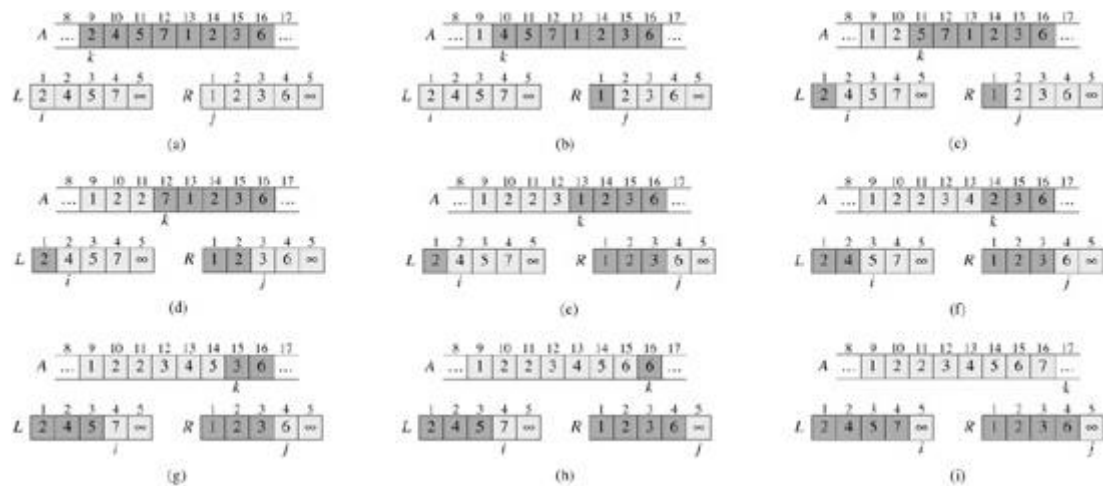 8 9 10 11 12 13 14 15 16 17
A ... 2 4 5 7 1 2 3 6 ...
k
1 2 3 4 5 1 2 3 4 5
L 2 4 5 7 ∞ R 1 2 3 6 ∞
i j
(a)
8 9 10 11 12 13 14 15 16 17
A ... 1 4 5 7 1 2 3 6 ...
k
1 2 3 4 5 1 2 3 4 5
L 2 4 5 7 ∞ R 1 2 3 6 ∞
i j
(b)
8 9 10 11 12 13 14 15 16 17
A ... 1 2 5 7 1 2 3 6 ...
k
1 2 3 4 5 1 2 3 4 5
L 2 4 5 7 ∞ R 1 2 3 6 ∞
i j
(c)
8 9 10 11 12 13 14 15 16 17
A ... 1 2 2 7 1 2 3 6 ...
k
1 2 3 4 5 1 2 3 4 5
L 2 4 5 7 ∞ R 1 2 3 6 ∞
i j
(d)
8 9 10 11 12 13 14 15 16 17
A ... 1 2 2 3 1 2 3 6 ...
k
1 2 3 4 5 1 2 3 4 5
L 2 4 5 7 ∞ R 1 2 3 6 ∞
i j
(e)
8 9 10 11 12 13 14 15 16 17
A ... 1 2 2 3 4 2 3 6 ...
k
1 2 3 4 5 1 2 3 4 5
L 2 4 5 7 ∞ R 1 2 3 6 ∞
i j
(f)
8 9 10 11 12 13 14 15 16 17
A ... 1 2 2 3 4 5 3 6 ...
k
1 2 3 4 5 1 2 3 4 5
L 2 4 5 7 ∞ R 1 2 3 6 ∞
i j
(g)
8 9 10 11 12 13 14 15 16 17
A ... 1 2 2 3 4 5 6 6 ...
k
1 2 3 4 5 1 2 3 4 5
L 2 4 5 7 ∞ R 1 2 3 6 ∞
i j
(h)
8 9 10 11 12 13 14 15 16 17
A ... 1 2 2 3 4 5 6 7 ...
k
1 2 3 4 5 1 2 3 4 5
L 2 4 5 7 ∞ R 1 2 3 6 ∞
i j
(i)